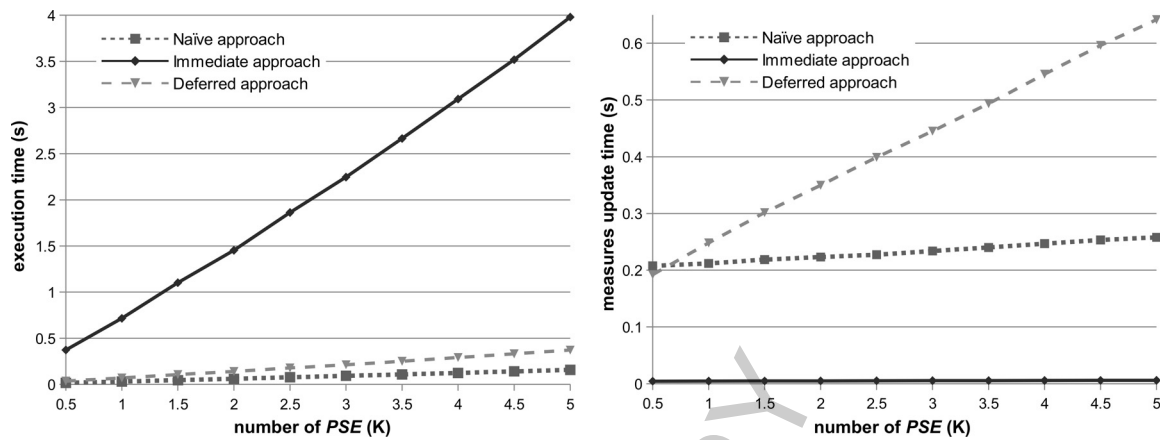 4
3.5
3
2.5
2
1.5
1
0.5
0
Naïve approach
Immediate approach
Deferred approach
execution time (s)
0.5 1 1.5 2 2.5 3 3.5 4 4.5 5
number of PSE (K)
0.6
0.5
0.4
0.3
0.2
0.1
0
Naïve approach
Immediate approach
Deferred approach
measures update time (s)
0.5 1 1.5 2 2.5 3 3.5 4 4.5 5
number of PSE (K)